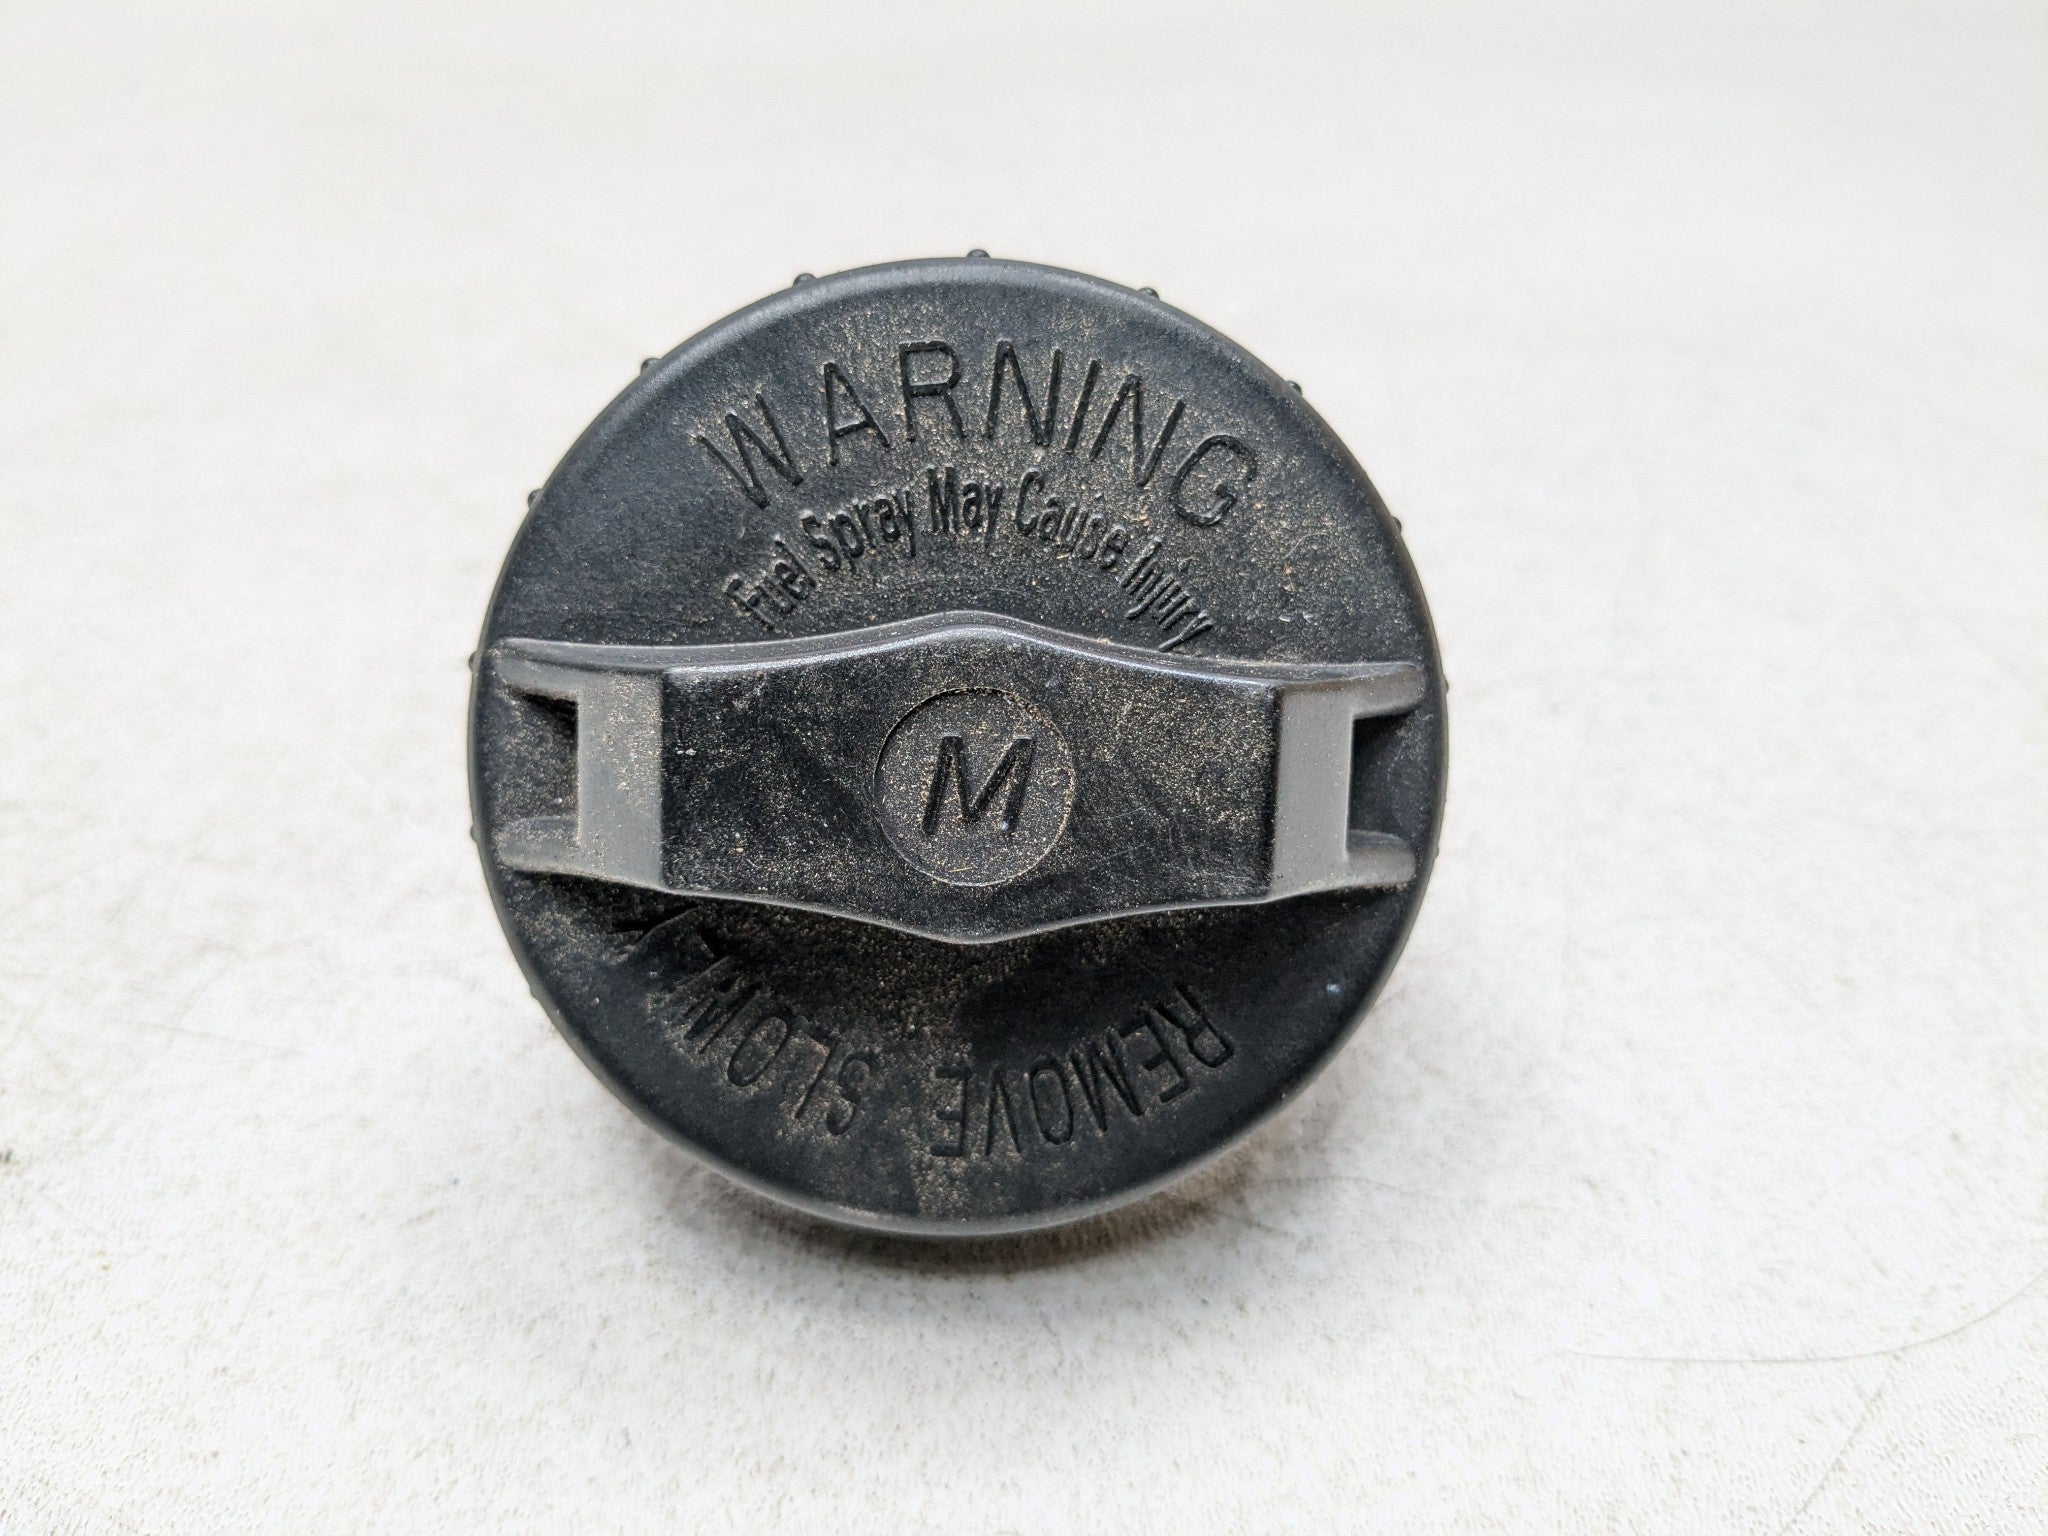 WARNING
Fuel Spray May Cause Injury
M
REMOVE SLOWLY